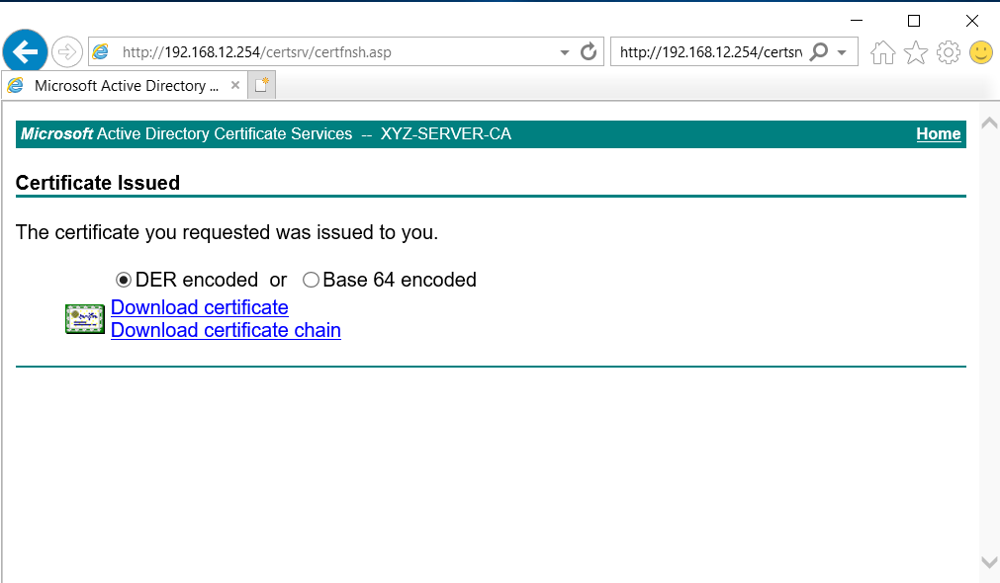 http://192.168.12.254/certsrv/certfnsh.asp
http://192.168.12.254/certsrv
Microsoft Active Directory ...
Microsoft Active Directory Certificate Services -- XYZ-SERVER-CA
Home
Certificate Issued
The certificate you requested was issued to you.
DER encoded or Base 64 encoded
Download certificate
Download certificate chain